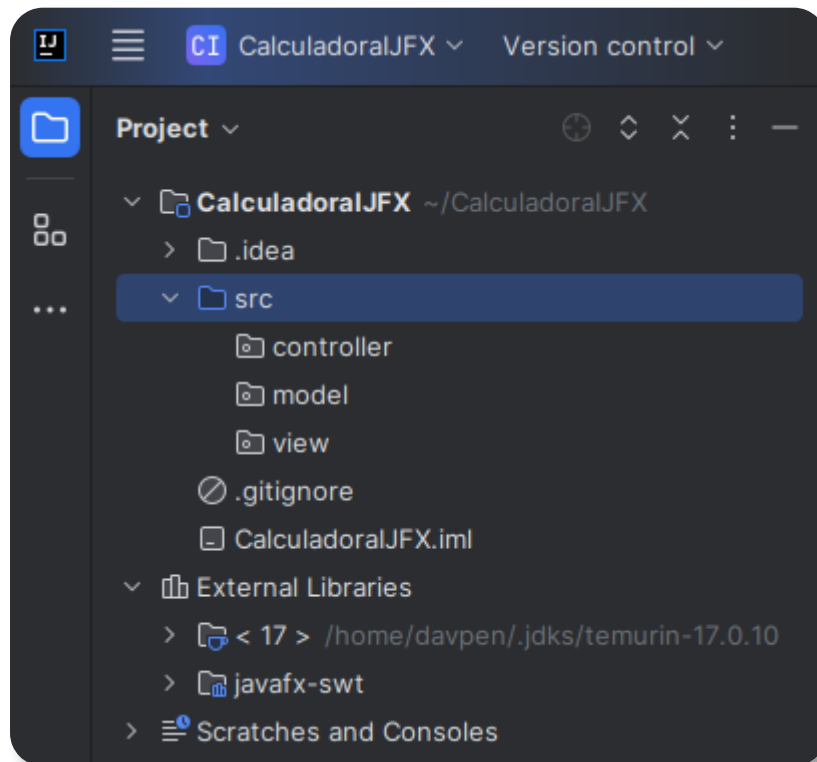 IJ CI CalculadoraIJFX Version control
Project
CalculadoraIJFX ~/CalculadoraIJFX
.idea
src
controller
model
view
.gitignore
CalculadoraIJFX.iml
External Libraries
< 17 > /home/davpen/.jdks/temurin-17.0.10
javafx-swt
Scratches and Consoles